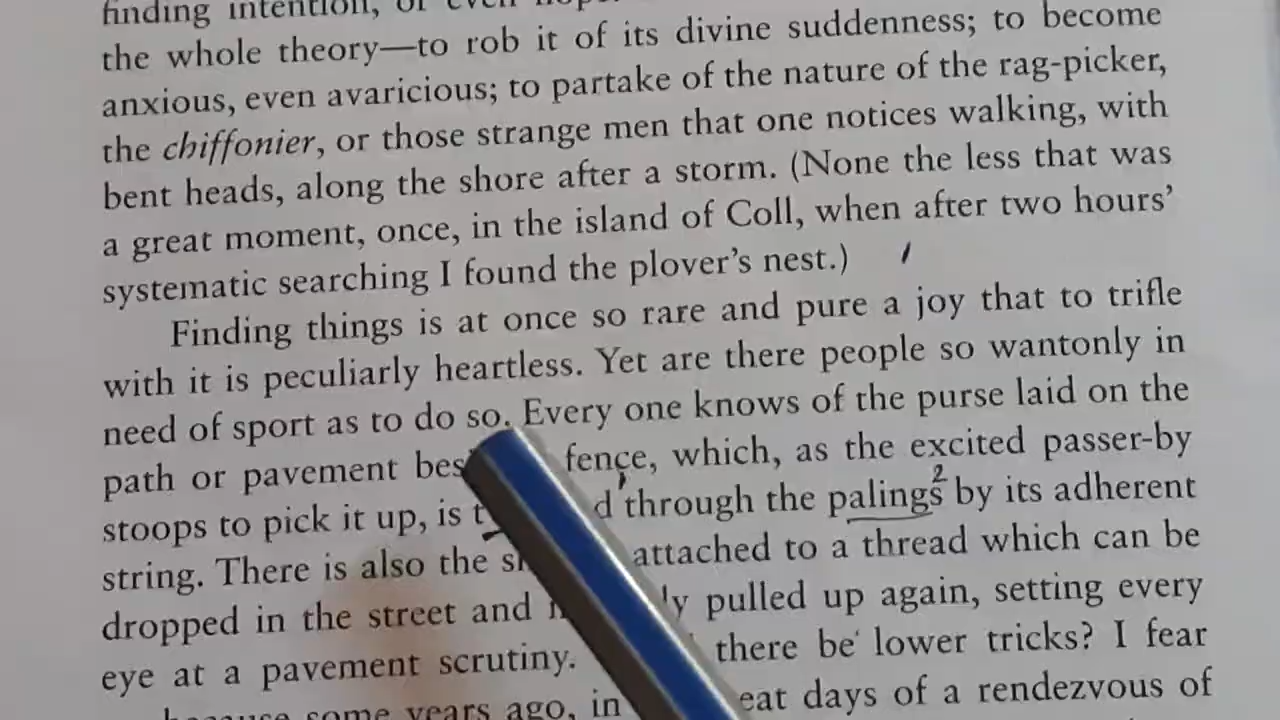 finding intention, or even
the whole theory—to rob it of its divine suddenness; to become
anxious, even avaricious; to partake of the nature of the rag-picker,
the chiffonier, or those strange men that one notices walking, with
bent heads, along the shore after a storm. (None the less that was
a great moment, once, in the island of Coll, when after two hours'
systematic searching I found the plover's nest.)
Finding things is at once so rare and pure a joy that to trifle
with it is peculiarly heartless. Yet are there people so wantonly in
need of sport as to do so. Every one knows of the purse laid on the
path or pavement bes fence, which, as the excited passer-by
stoops to pick it up, is t d through the palings 2 by its adherent
string. There is also the attached to a thread which can be
dropped in the street and ly pulled up again, setting every
eye at a pavement scrutiny. there be lower tricks? I fear
because some years ago, in eat days of a rendezvous of